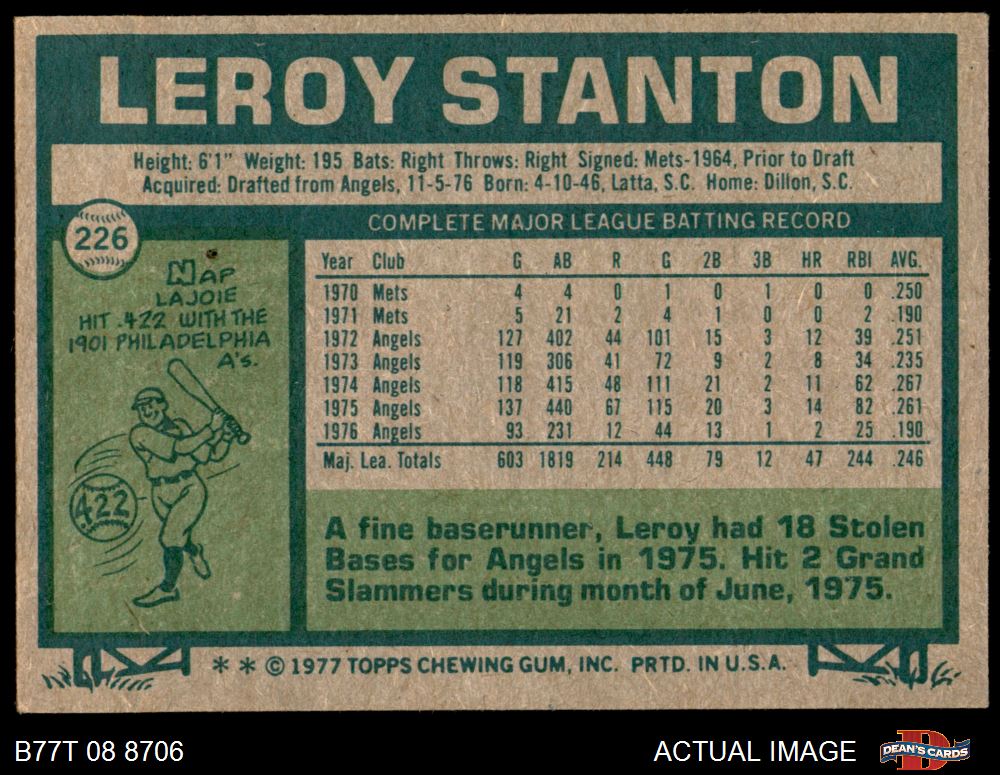 LEROY STANTON
Height: 6'1" Weight: 195 Bats: Right Throws: Right Signed: Mets-1964, Prior to Draft
Acquired: Drafted from Angels, 11-5-76 Born: 4-10-46, Latta, S.C. Home: Dillon, S.C.
226
NAP
LAJOIE
HIT .422 WITH THE
1901 PHILADELPHIA
A's.
422
COMPLETE MAJOR LEAGUE BATTING RECORD
Year Club G AB R G 2B 3B HR RBI AVG.
1970 Mets 4 4 0 1 0 1 0 0 .250
1971 Mets 5 21 2 4 1 0 0 2 .190
1972 Angels 127 402 44 101 15 3 12 39 .251
1973 Angels 119 306 41 72 9 2 8 34 .235
1974 Angels 118 415 48 111 21 2 11 62 .267
1975 Angels 137 440 67 115 20 3 14 82 .261
1976 Angels 93 231 12 44 13 1 2 25 .190
Maj. Lea. Totals 603 1819 214 448 79 12 47 244 .246
A fine baserunner, Leroy had 18 Stolen
Bases for Angels in 1975. Hit 2 Grand
Slammers during month of June, 1975.
* * © 1977 TOPPS CHEWING GUM, INC. PRTD. IN U.S.A.
B77T 08 8706
ACTUAL IMAGE
D
DEAN'S CARDS